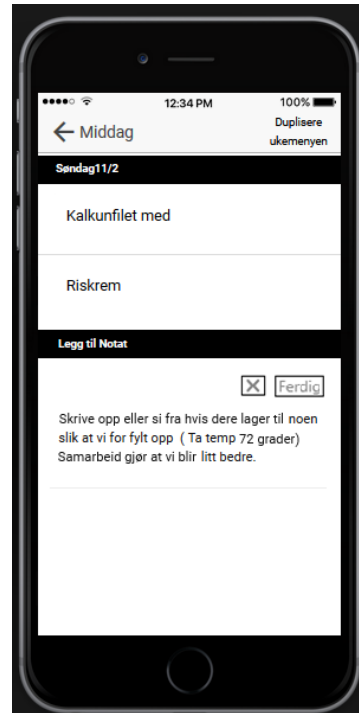 12:34 PM
100%
← Middag
Duplisere
ukemenyen
Søndag11/2
Kalkunfilet med
Riskrem
Legg til Notat
Ferdig
Skrive opp eller si fra hvis dere lager til noen
slik at vi for fylt opp ( Ta temp 72 grader)
Samarbeid gjør at vi blir litt bedre.